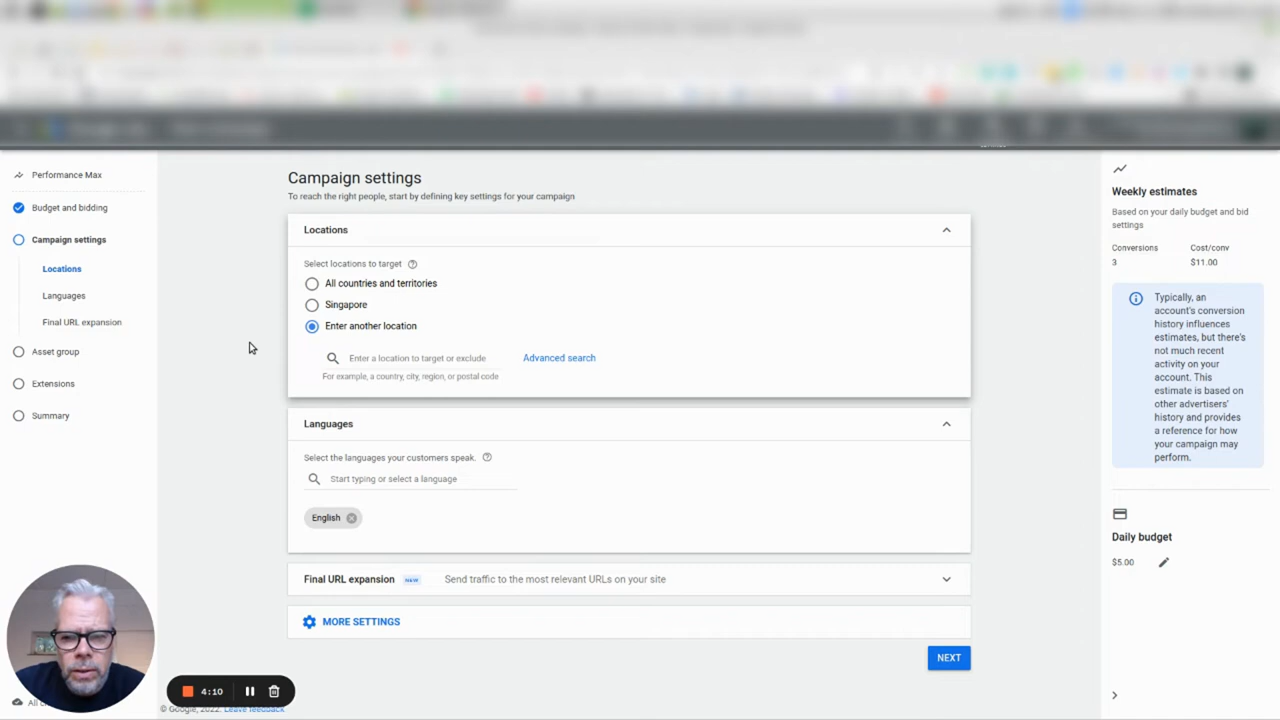 Performance Max
Budget and bidding
Campaign settings
Locations
Languages
Final URL expansion
Asset group
Extensions
Summary
Campaign settings
To reach the right people, start by defining key settings for your campaign
Locations
Select locations to target
All countries and territories
Singapore
Enter another location
Enter a location to target or exclude
Advanced search
For example, a country, city, region, or postal code
Languages
Select the languages your customers speak.
Start typing or select a language
English
Final URL expansion NEW Send traffic to the most relevant URLs on your site
MORE SETTINGS
NEXT
4:10
© Google, 2022. Leave feedback
Weekly estimates
Based on your daily budget and bid
settings
Conversions Cost/conv
3 $11.00
Typically, an
account's conversion
history influences
estimates, but there's
not much recent
activity on your
account. This
estimate is based on
other advertisers'
history and provides
a reference for how
your campaign may
perform.
Daily budget
$5.00